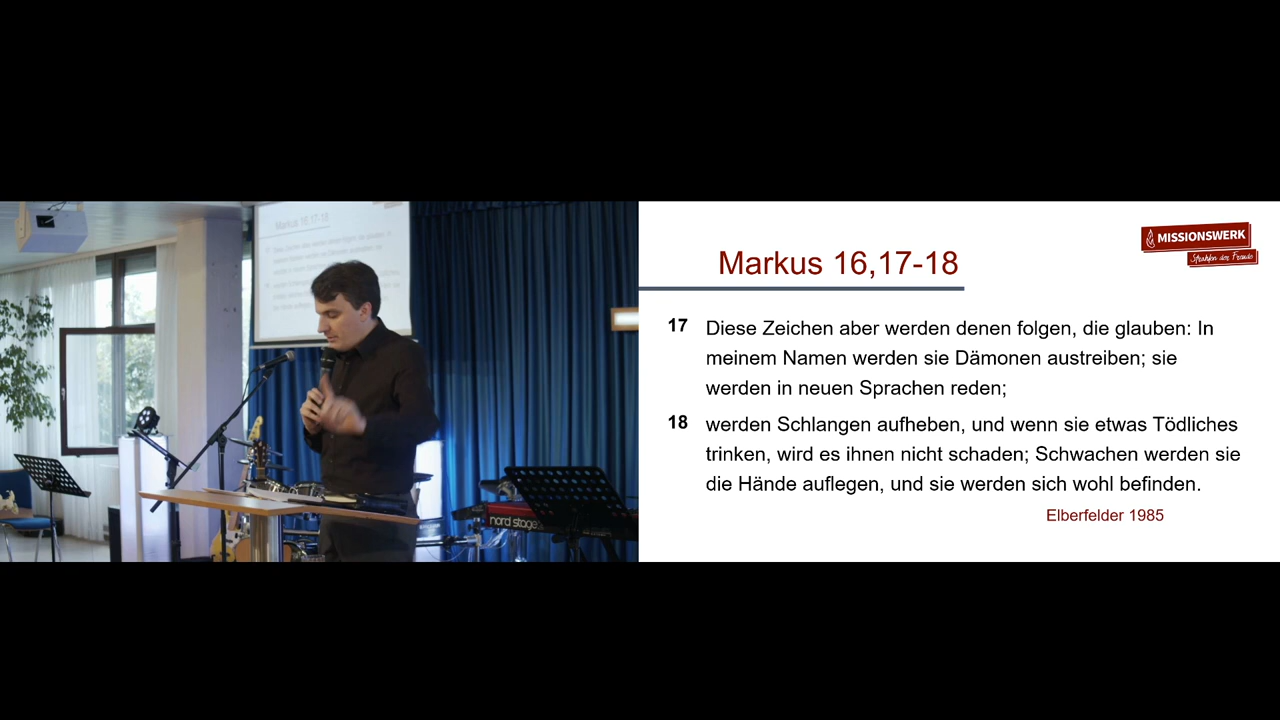 Markus 16,17-18
nord stage
Markus 16,17-18
MISSIONSWERK
Strahlen der Freude
17 Diese Zeichen aber werden denen folgen, die glauben: In
meinem Namen werden sie Dämonen austreiben; sie
werden in neuen Sprachen reden;
18 werden Schlangen aufheben, und wenn sie etwas Tödliches
trinken, wird es ihnen nicht schaden; Schwachen werden sie
die Hände auflegen, und sie werden sich wohl befinden.
Elberfelder 1985